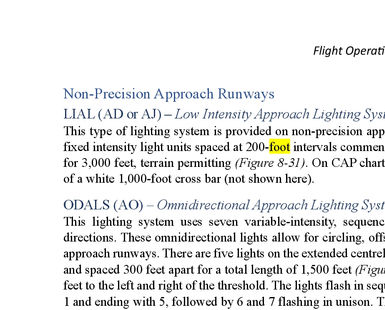 Flight Operati
Non-Precision Approach Runways
LIAL (AD or AJ) – Low Intensity Approach Lighting Syst
This type of lighting system is provided on non-precision app
fixed intensity light units spaced at 200-foot intervals commen
for 3,000 feet, terrain permitting (Figure 8-31). On CAP chart
of a white 1,000-foot cross bar (not shown here).
ODALS (AO) – Omnidirectional Approach Lighting Syst
This lighting system uses seven variable-intensity, sequenc
directions. These omnidirectional lights allow for circling, offs
approach runways. There are five lights on the extended centrel
and spaced 300 feet apart for a total length of 1,500 feet (Figu
feet to the left and right of the threshold. The lights flash in sequ
1 and ending with 5, followed by 6 and 7 flashing in unison. T